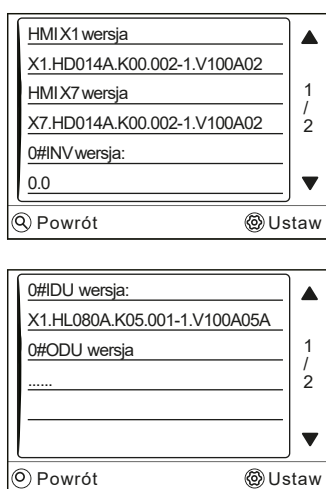 HMI X1 wersja
X1.HD014A.K00.002-1.V100A02
HMI X7 wersja
X7.HD014A.K00.002-1.V100A02
0#INV wersja:
0.0
1
/
2
Powrót
Ustaw
0#IDU wersja:
X1.HL080A.K05.001-1.V100A05A
0#ODU wersja
......
1
/
2
Powrót
Ustaw